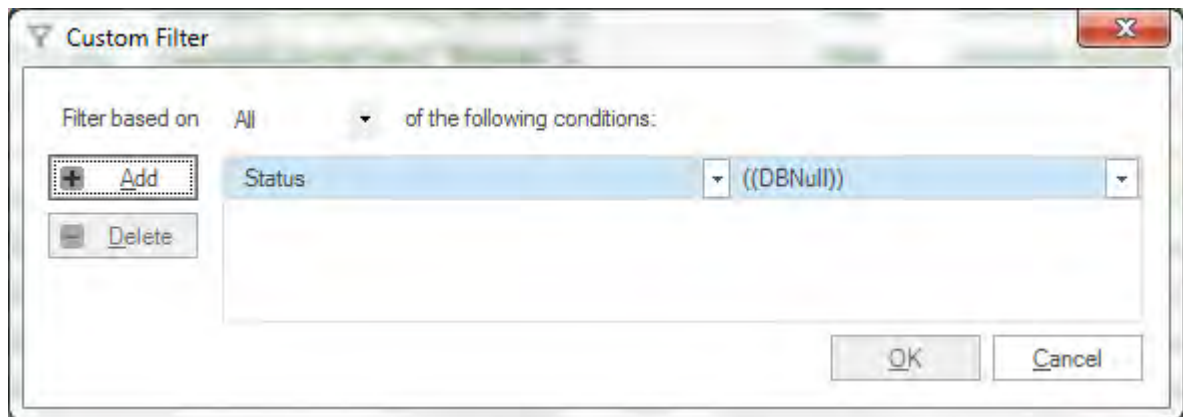 Custom Filter
Filter based on All of the following conditions:
Add Status ((DBNull))
Delete
OK Cancel